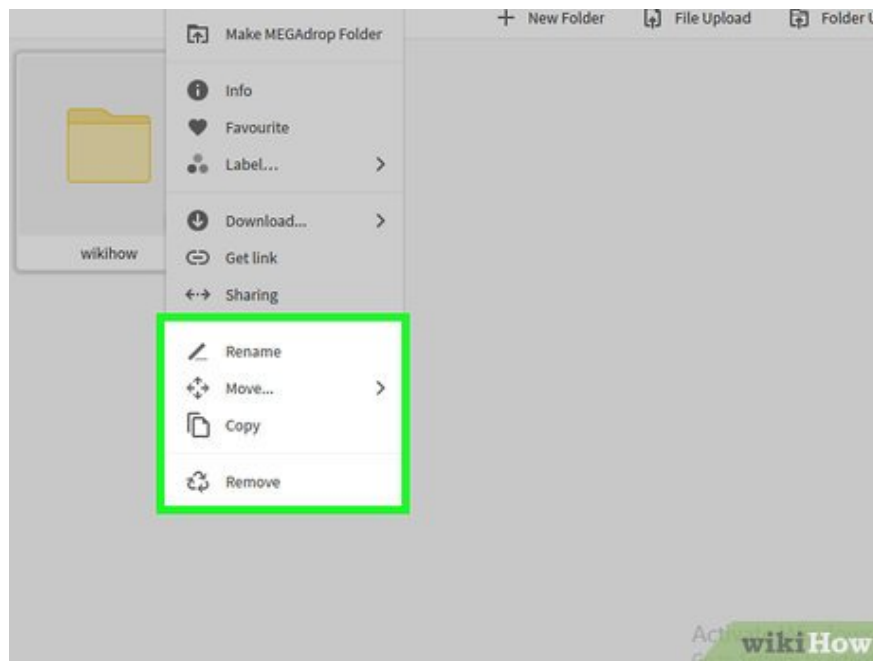 New Folder
File Upload
Folder
Make MEGAdrop Folder
Info
Favourite
Label...
Download...
Get link
Sharing
Rename
Move...
Copy
Remove
wikihow
wikiHow